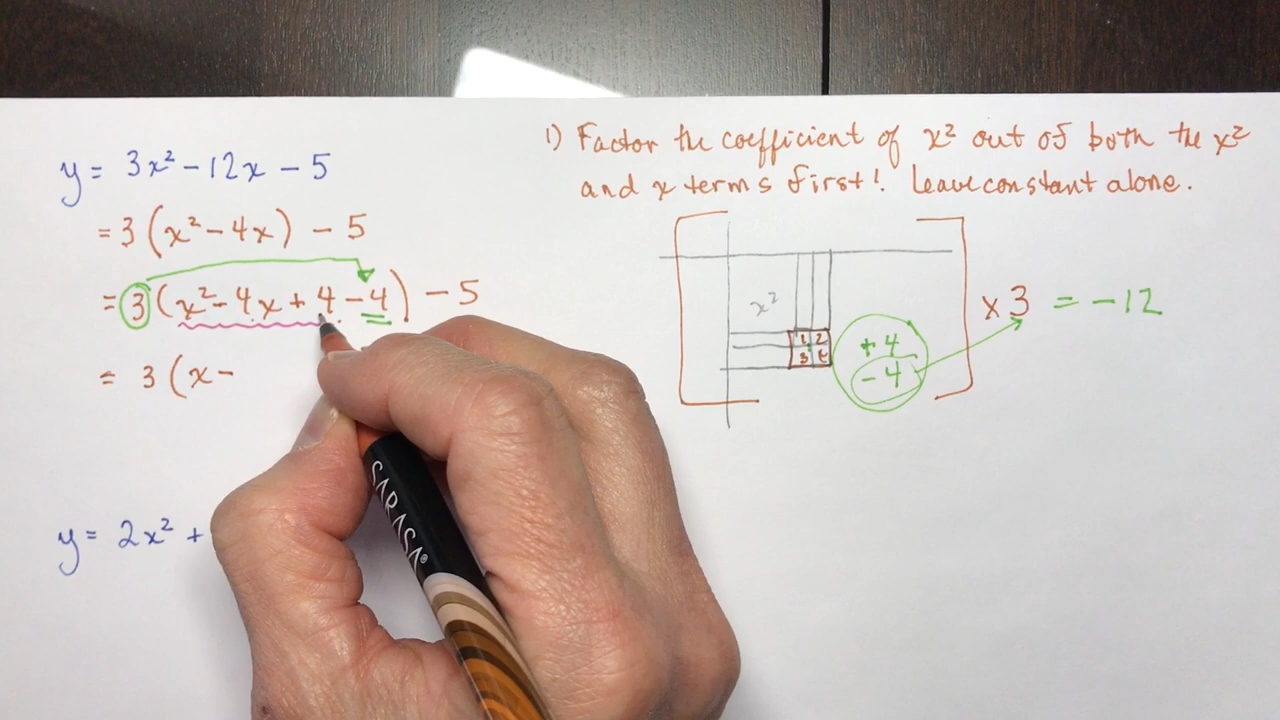 y = 3x² - 12x - 5
= 3(x² - 4x) - 5
= 3(x² - 4x + 4 - 4) - 5
= 3(x -
y = 2x² +
1) Factor the coefficient of x² out of both the x²
and x terms first! Leave constant alone.
x²
1 2
3
+4
-4
x 3 = -12
SARASA®